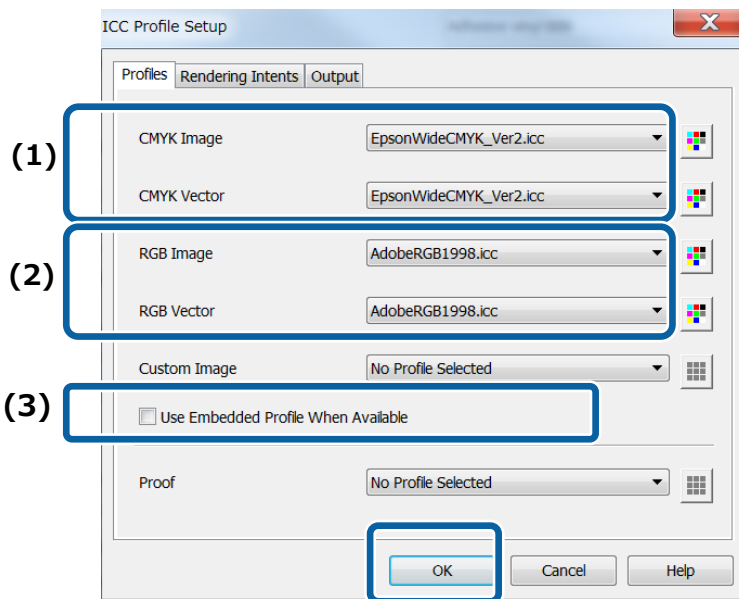 ICC Profile Setup
X
Profiles Rendering Intents Output
(1)
CMYK Image EpsonWideCMYK_Ver2.icc
CMYK Vector EpsonWideCMYK_Ver2.icc
(2)
RGB Image AdobeRGB1998.icc
RGB Vector AdobeRGB1998.icc
Custom Image No Profile Selected
(3)
Use Embedded Profile When Available
Proof No Profile Selected
OK Cancel Help